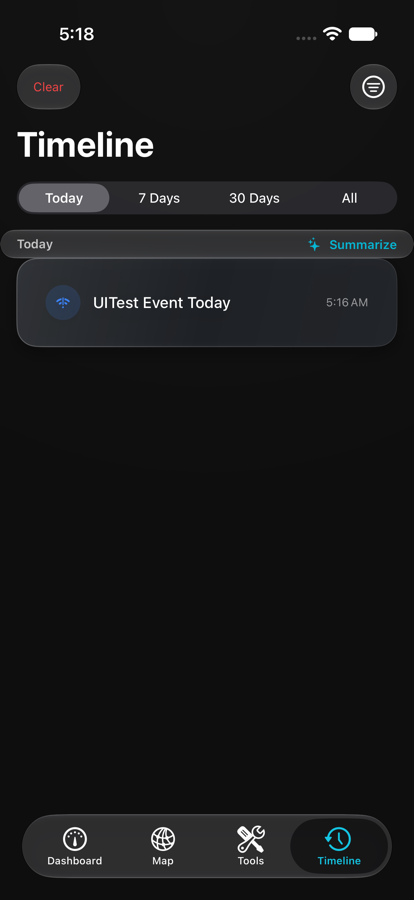 5:18
Clear
Timeline
Today 7 Days 30 Days All
Today Summarize
UITest Event Today 5:16 AM
Dashboard Map Tools Timeline